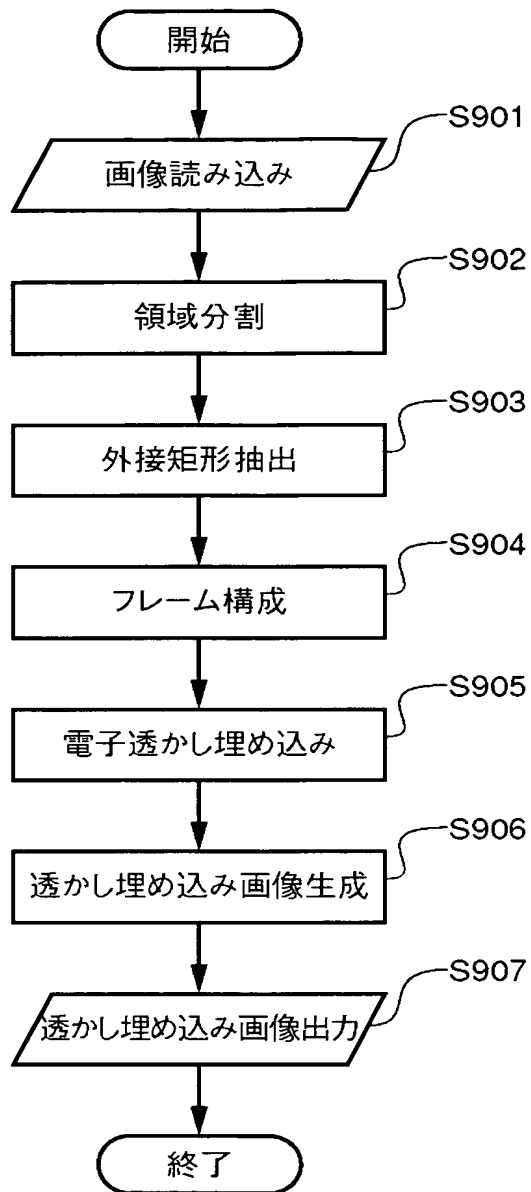 開始
S901
画像読み込み
S902
領域分割
S903
外接矩形抽出
S904
フレーム構成
S905
電子透かし埋め込み
S906
透かし埋め込み画像生成
S907
透かし埋め込み画像出力
終了